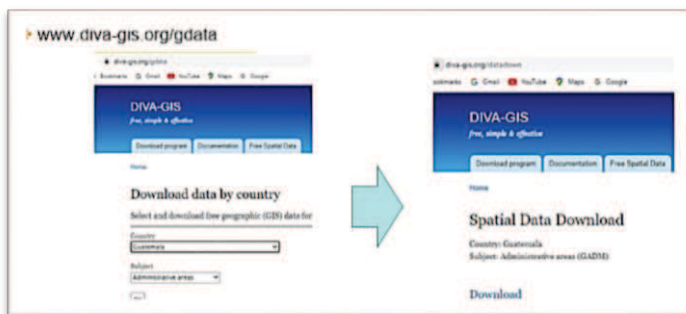 www.diva-gis.org/gdata
diva-gis.org/gdata
Bookmarks G Gmail YouTube Maps G Google
DIVA-GIS
free, simple & effective
Download program Documentation Free Spatial Data
Home
Download data by country
Select and download free geographic (GIS) data for
Country
Guatemala
Subject
Administrative areas
diva-gis.org/datadown
ookmarks G Gmail YouTube Maps G Google
DIVA-GIS
free, simple & effective
Download program Documentation Free Spatial Data
Home
Spatial Data Download
Country: Guatemala
Subject: Administrative areas (GADM)
Download